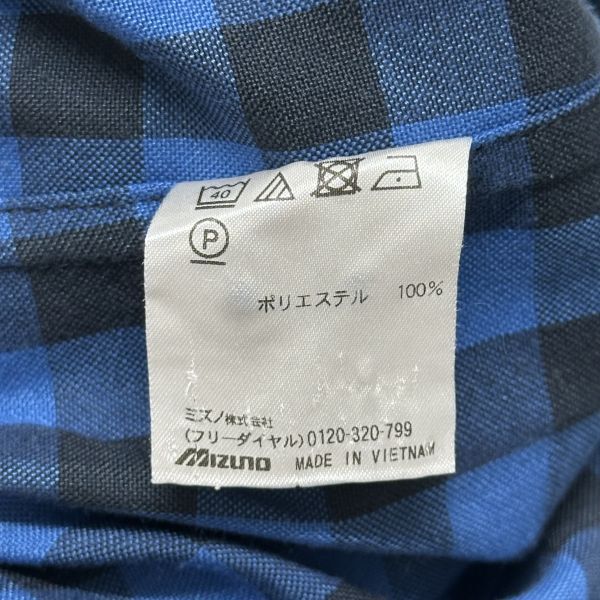 40
P
ポリエステル 100%
ミズノ株式会社
(フリーダイヤル)0120-320-799
MIZUNO MADE IN VIETNAM